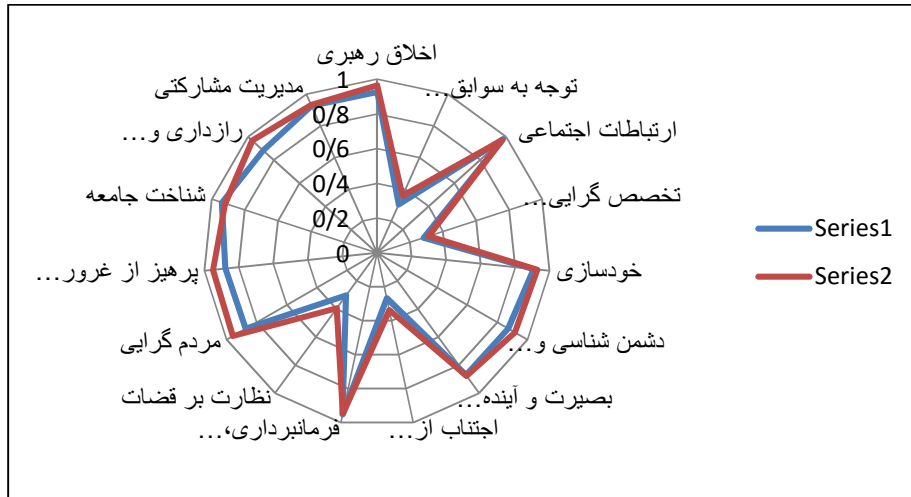 اخلاق رهبری
توجه به سوابق...
ارتباطات اجتماعی
تخصص گرایی...
خودسازی
دشمن شناسی و...
بصیرت و آینده...
اجتناب از...
فرمانبرداری،...
نظارت بر قضات
مردم گرایی
پرهیز از غرور...
شناخت جامعه
رازداری و...
مدیریت مشارکتی
1
0/8
0/6
0/4
0/2
0
Series1
Series2